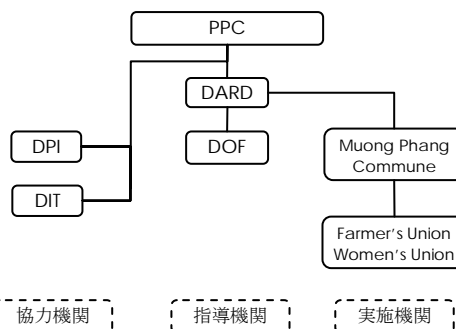 PPC
DARD
DPI
DOF
Muong Phang
Commune
DIT
Farmer's Union
Women's Union
協力機関
指導機関
実施機関